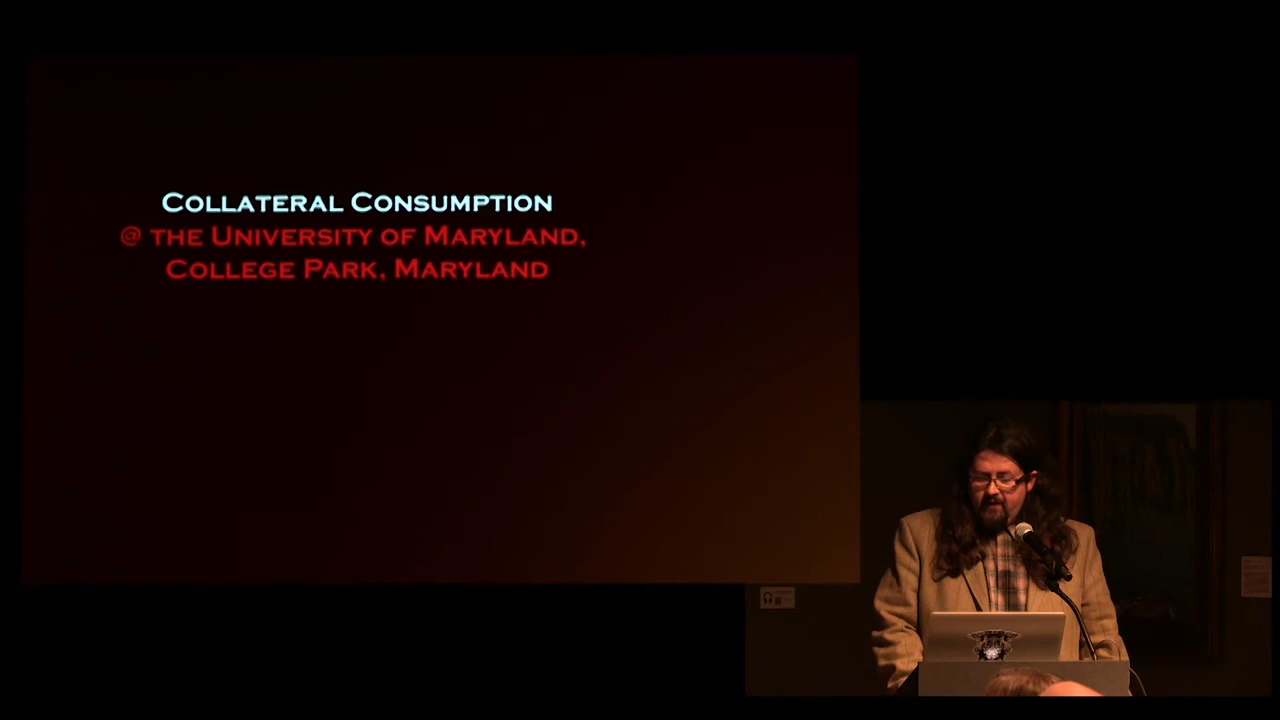 Collateral Consumption
@ the University of Maryland,
College Park, Maryland